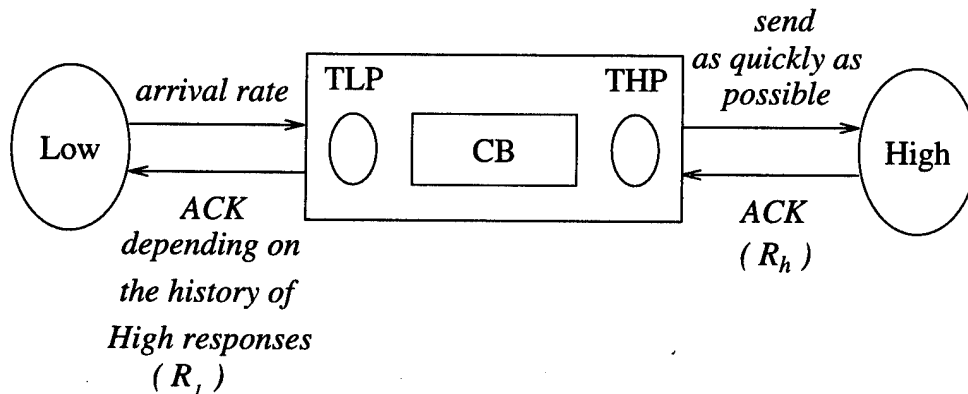 send
as quickly as
possible
arrival rate
TLP
THP
Low
CB
High
ACK
depending on
the history of
High responses
( R_l )
ACK
( R_h )